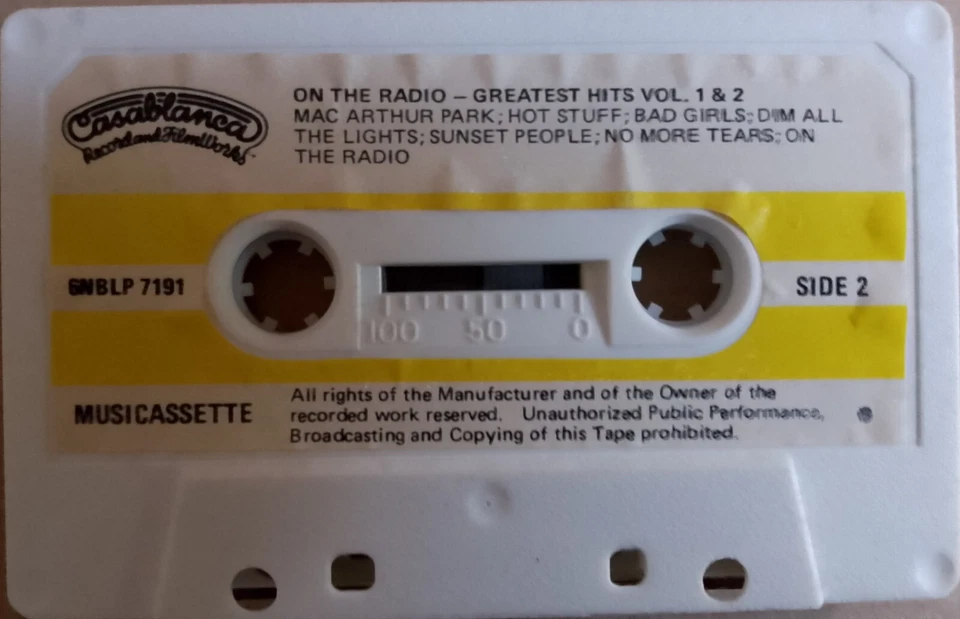 Casablanca
Record and FilmWorks™
ON THE RADIO – GREATEST HITS VOL. 1 & 2
MAC ARTHUR PARK; HOT STUFF; BAD GIRLS; DIM ALL
THE LIGHTS; SUNSET PEOPLE; NO MORE TEARS; ON
THE RADIO
6NBLP 7191
SIDE 2
100 50 0
MUSICASSETTE
All rights of the Manufacturer and of the Owner of the
recorded work reserved. Unauthorized Public Performance,
Broadcasting and Copying of this Tape prohibited.